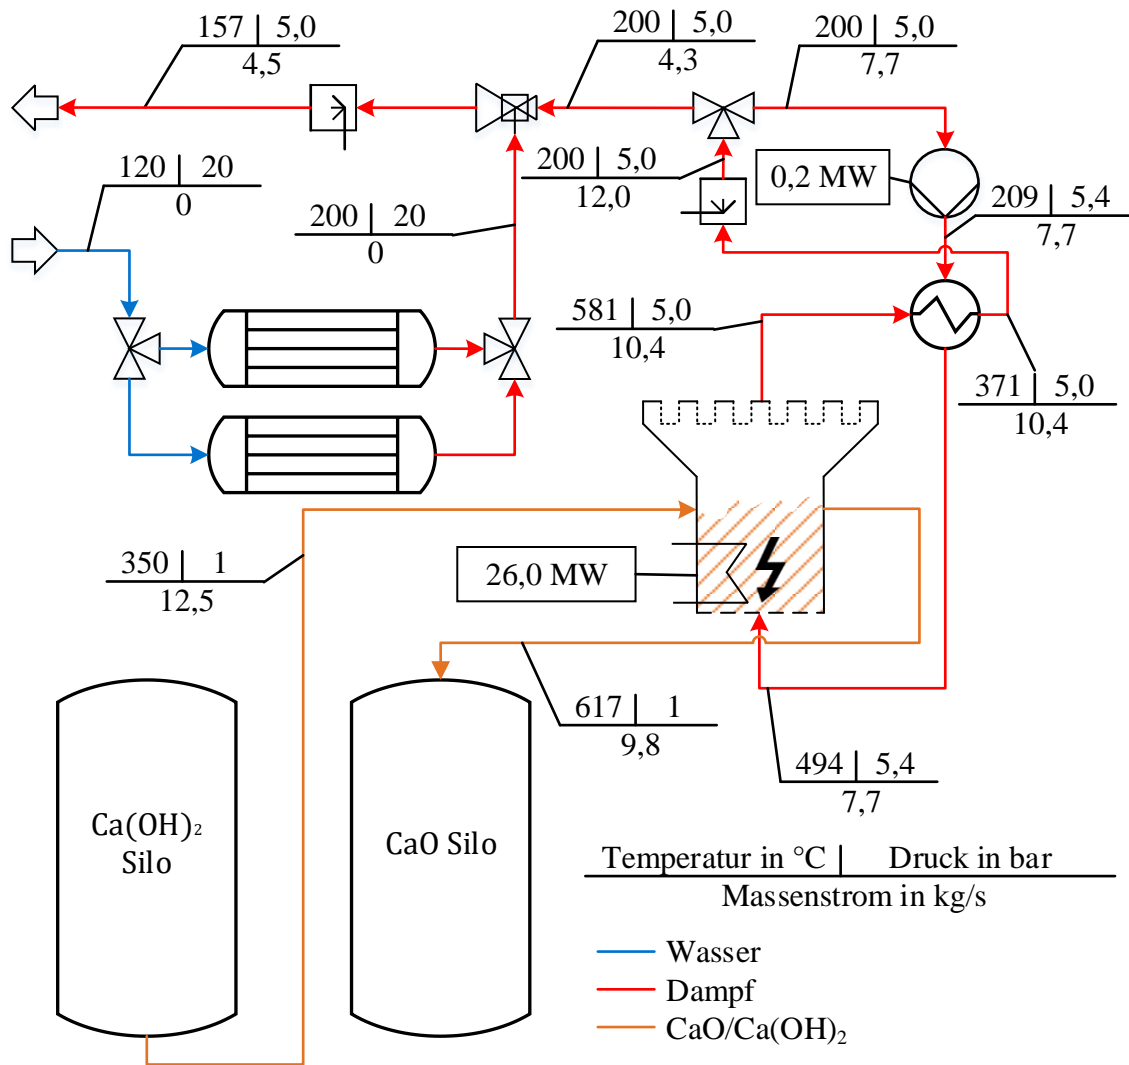 157 | 5,0
4,5
200 | 5,0
4,3
200 | 5,0
7,7
120 | 20
0
200 | 5,0
12,0
0,2 MW
200 | 20
0
209 | 5,4
7,7
581 | 5,0
10,4
371 | 5,0
10,4
350 | 1
12,5
26,0 MW
617 | 1
9,8
494 | 5,4
7,7
Ca(OH)₂
Silo
CaO Silo
Temperatur in °C | Druck in bar
Massenstrom in kg/s
Wasser
Dampf
CaO/Ca(OH)₂